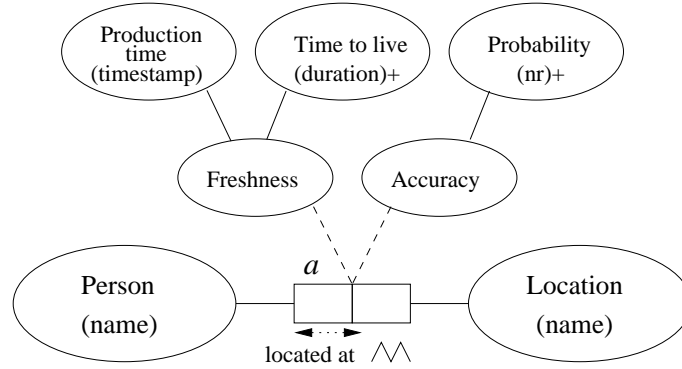 Production
time
(timestamp)
Time to live
(duration)+
Probability
(nr)+
Freshness
Accuracy
a
Person
(name)
Location
(name)
located at